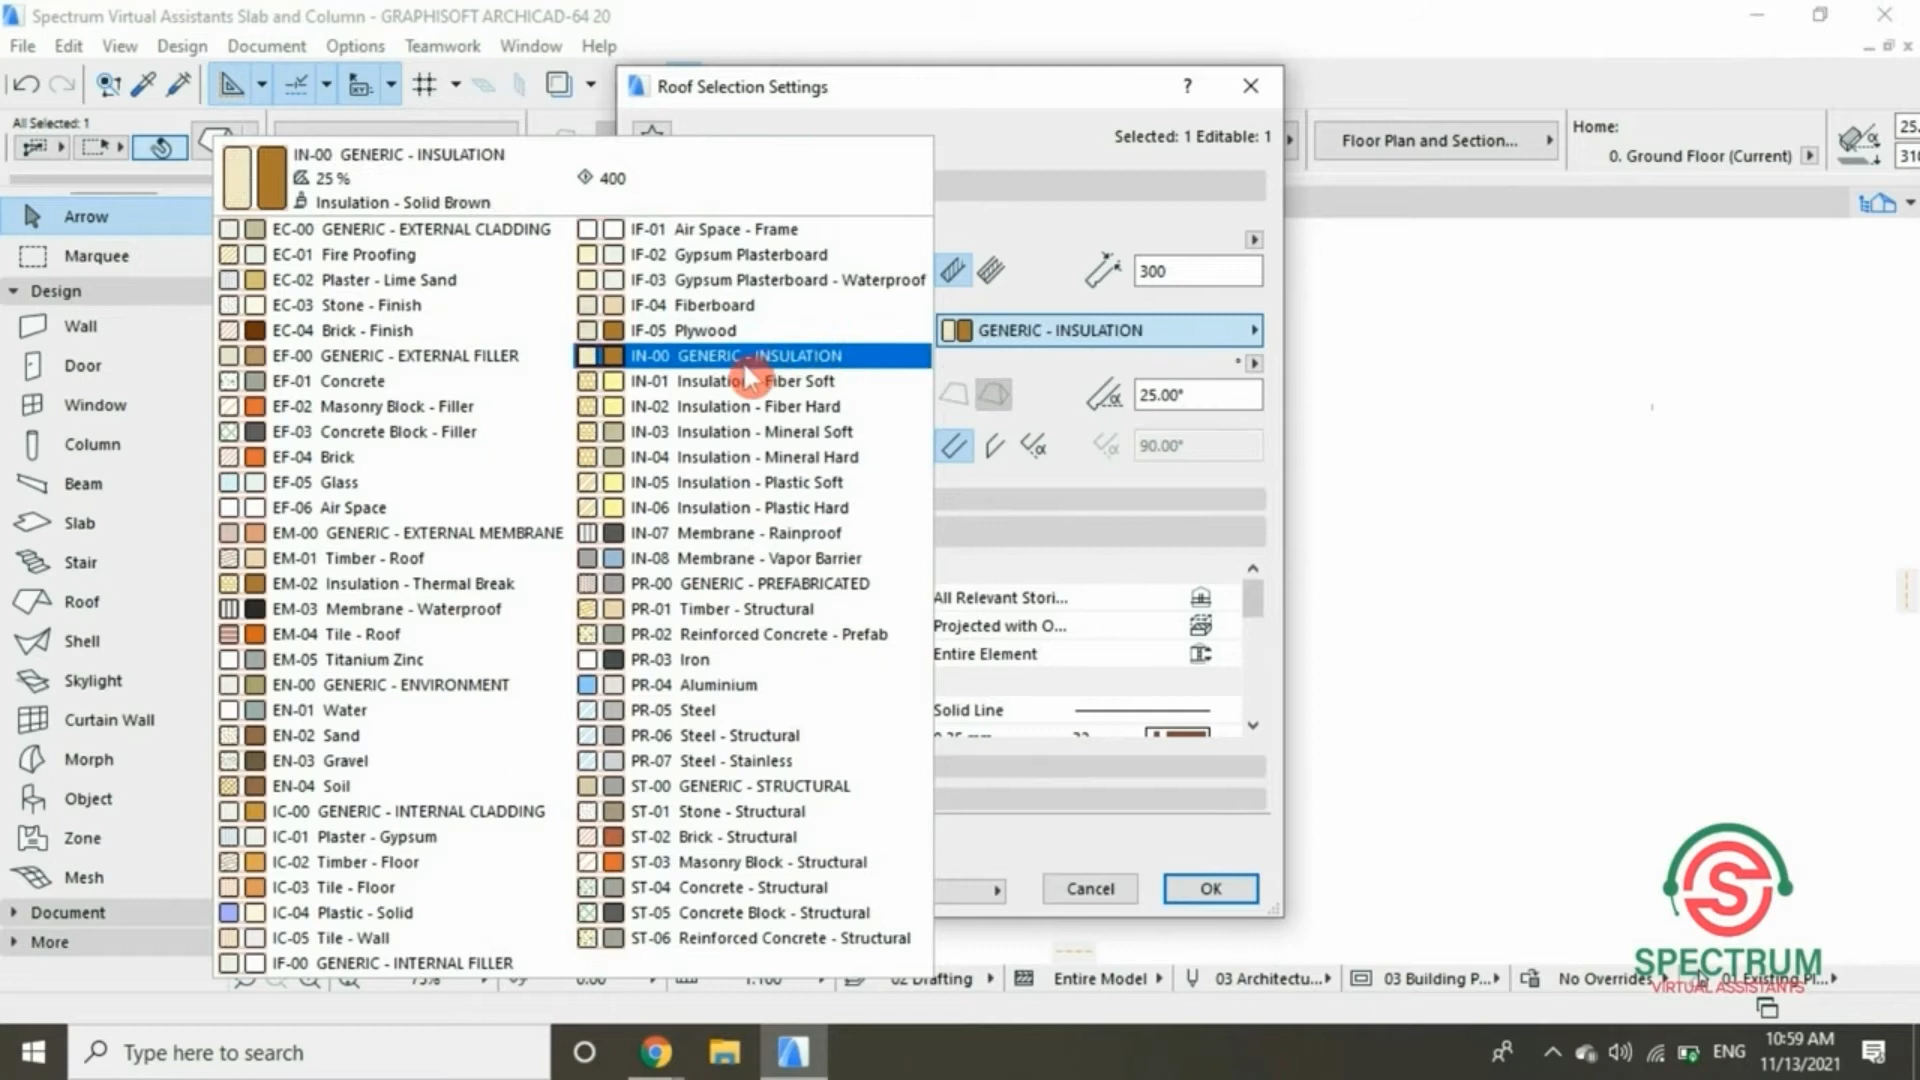 Spectrum Virtual Assistants Slab and Column - GRAPHISOFT ARCHICAD-64 20
File Edit View Design Document Options Teamwork Window Help
Roof Selection Settings
?
All Selected: 1
Selected: 1 Editable: 1
Floor Plan and Section...
Home:
0. Ground Floor (Current)
25.
310
IN-00 GENERIC - INSULATION
25 %
400
Insulation - Solid Brown
Arrow
Marquee
Design
Wall
Door
Window
Column
Beam
Slab
Stair
Roof
Shell
Skylight
Curtain Wall
Morph
Object
Zone
Mesh
Document
More
EC-00 GENERIC - EXTERNAL CLADDING
EC-01 Fire Proofing
EC-02 Plaster - Lime Sand
EC-03 Stone - Finish
EC-04 Brick - Finish
EF-00 GENERIC - EXTERNAL FILLER
EF-01 Concrete
EF-02 Masonry Block - Filler
EF-03 Concrete Block - Filler
EF-04 Brick
EF-05 Glass
EF-06 Air Space
EM-00 GENERIC - EXTERNAL MEMBRANE
EM-01 Timber - Roof
EM-02 Insulation - Thermal Break
EM-03 Membrane - Waterproof
EM-04 Tile - Roof
EM-05 Titanium Zinc
EN-00 GENERIC - ENVIRONMENT
EN-01 Water
EN-02 Sand
EN-03 Gravel
EN-04 Soil
IC-00 GENERIC - INTERNAL CLADDING
IC-01 Plaster - Gypsum
IC-02 Timber - Floor
IC-03 Tile - Floor
IC-04 Plastic - Solid
IC-05 Tile - Wall
IF-00 GENERIC - INTERNAL FILLER
IF-01 Air Space - Frame
IF-02 Gypsum Plasterboard
IF-03 Gypsum Plasterboard - Waterproof
IF-04 Fiberboard
IF-05 Plywood
IN-00 GENERIC - INSULATION
IN-01 Insulation - Fiber Soft
IN-02 Insulation - Fiber Hard
IN-03 Insulation - Mineral Soft
IN-04 Insulation - Mineral Hard
IN-05 Insulation - Plastic Soft
IN-06 Insulation - Plastic Hard
IN-07 Membrane - Rainproof
IN-08 Membrane - Vapor Barrier
PR-00 GENERIC - PREFABRICATED
PR-01 Timber - Structural
PR-02 Reinforced Concrete - Prefab
PR-03 Iron
PR-04 Aluminium
PR-05 Steel
PR-06 Steel - Structural
PR-07 Steel - Stainless
ST-00 GENERIC - STRUCTURAL
ST-01 Stone - Structural
ST-02 Brick - Structural
ST-03 Masonry Block - Structural
ST-04 Concrete - Structural
ST-05 Concrete Block - Structural
ST-06 Reinforced Concrete - Structural
300
GENERIC - INSULATION
25.00°
90.00°
All Relevant Stori...
Projected with O...
Entire Element
Solid Line
Cancel
OK
75%
0.00°
1:100
02 Drafting
Entire Model
03 Architectu...
03 Building P...
No Overrides
SPECTRUM
VIRTUAL ASSISTANTS
Type here to search
ENG
10:59 AM
11/13/2021